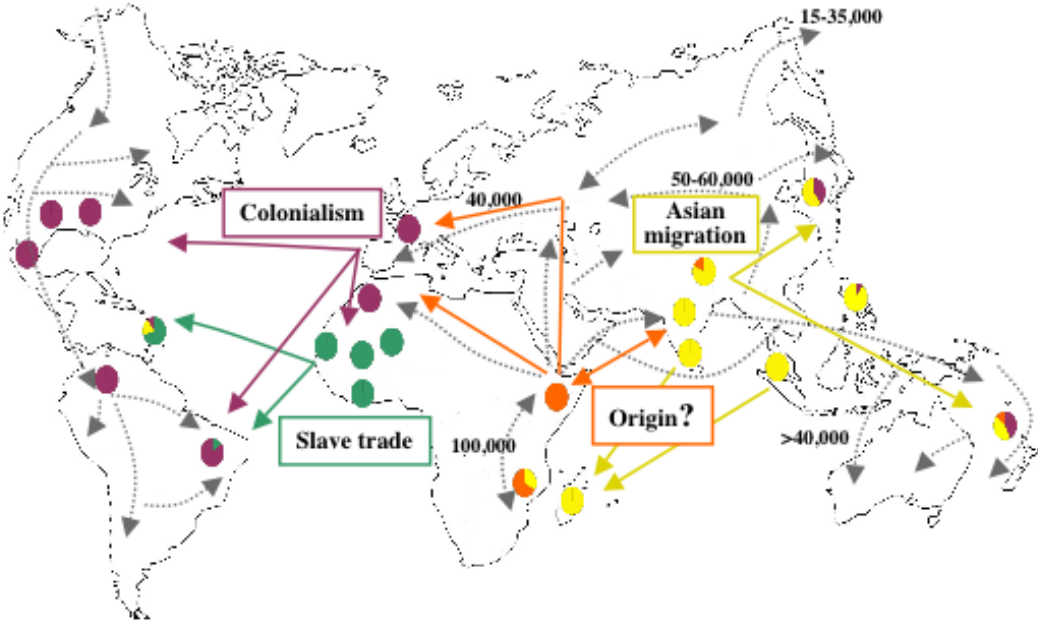 15-35,000
50-60,000
40,000
Colonialism
Asian
migration
Origin?
Slave trade
100,000
>40,000